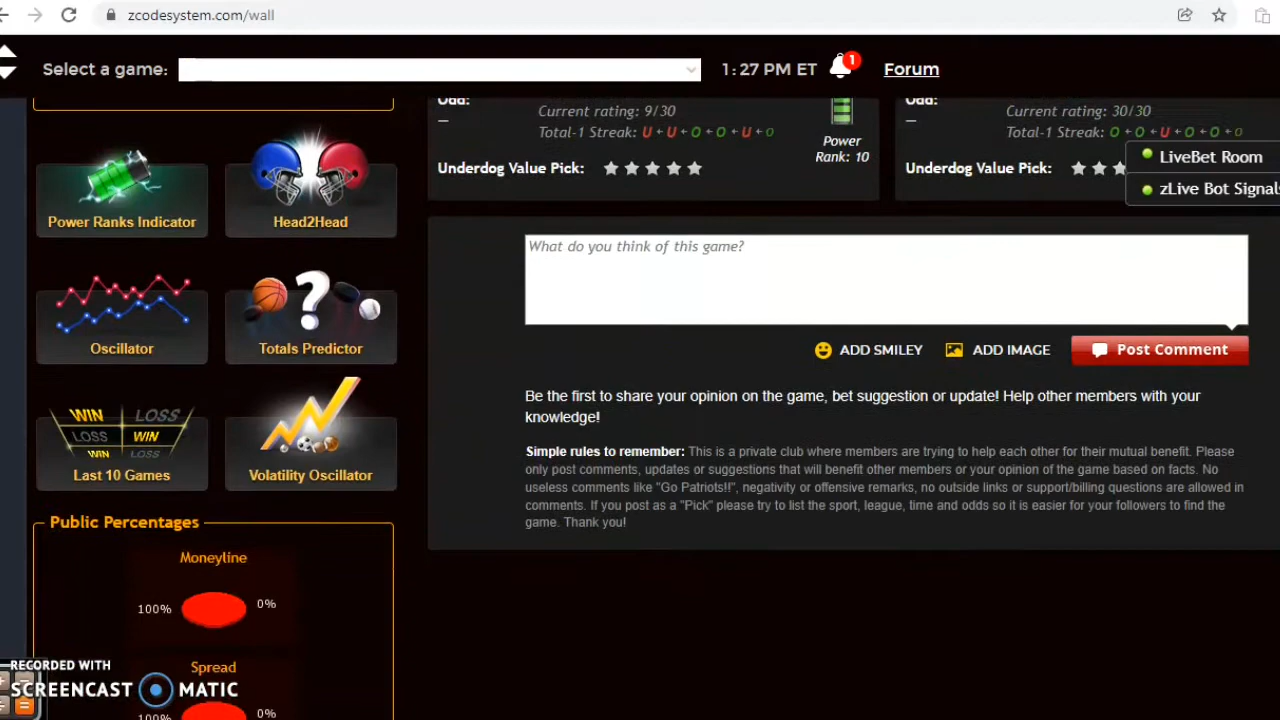 zcodesystem.com/wall
Select a game:
1:27 PM ET
1
Forum
Odd:
—
Current rating: 9/30
Total-1 Streak: U + U + O + O + U + O
Power
Rank: 10
Underdog Value Pick:
Odd:
—
Current rating: 30/30
Total-1 Streak: O + O + U + O + O + O
Underdog Value Pick:
LiveBet Room
zLive Bot Signals
Power Ranks Indicator
Head2Head
Oscillator
Totals Predictor
WIN LOSS
LOSS WIN
WIN LOSS
Last 10 Games
Volatility Oscillator
What do you think of this game?
ADD SMILEY
ADD IMAGE
Post Comment
Be the first to share your opinion on the game, bet suggestion or update! Help other members with your
knowledge!
Simple rules to remember: This is a private club where members are trying to help each other for their mutual benefit. Please
only post comments, updates or suggestions that will benefit other members or your opinion of the game based on facts. No
useless comments like "Go Patriots!!", negativity or offensive remarks, no outside links or support/billing questions are allowed in
comments. If you post as a "Pick" please try to list the sport, league, time and odds so it is easier for your followers to find the
game. Thank you!
Public Percentages
Moneyline
100%
0%
Spread
100%
0%
RECORDED WITH
SCREENCAST MATIC